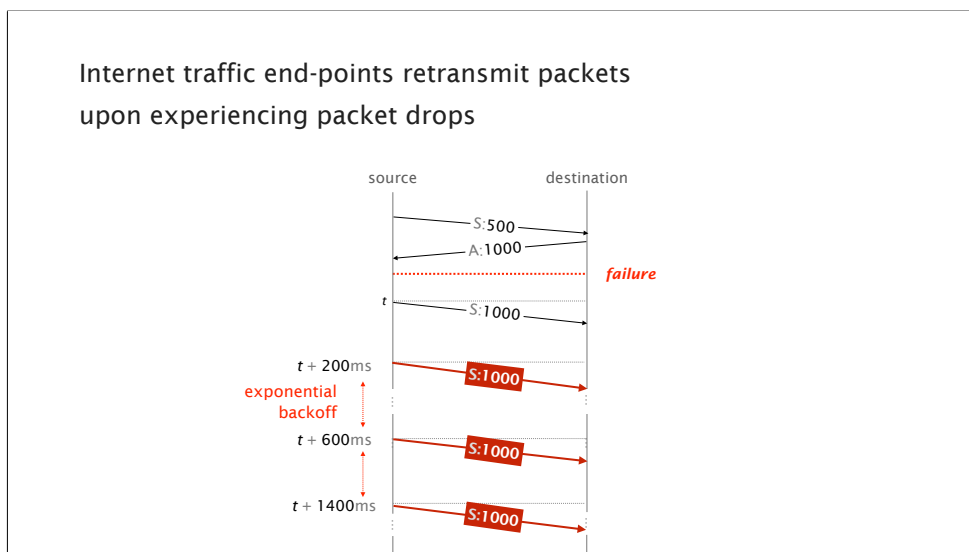 Internet traffic end-points retransmit packets
upon experiencing packet drops
source
destination
S:500
A:1000
failure
t
S:1000
t + 200ms
S:1000
exponential
backoff
t + 600ms
S:1000
t + 1400ms
S:1000